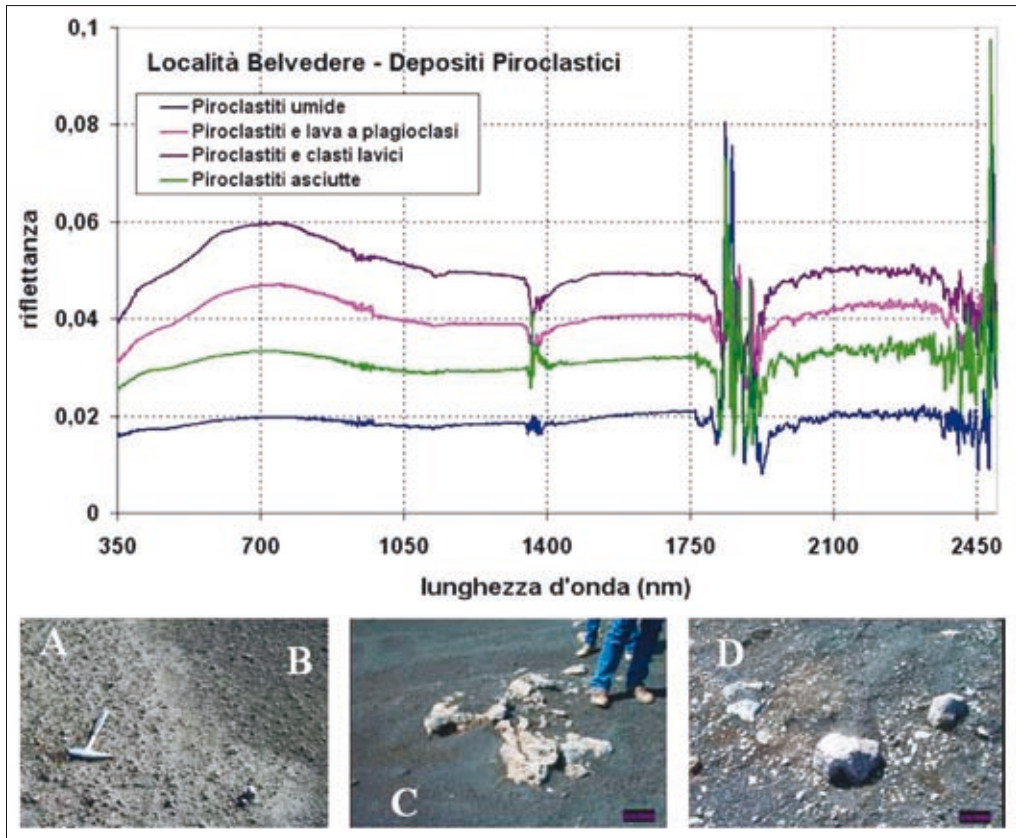 0,1
Località Belvedere - Depositi Piroclastici
Piroclastiti umide
Piroclastiti e lava a plagioclasi
Piroclastiti e clasti lavici
Piroclastiti asciutte
0,08
0,06
0,04
0,02
0
riflettanza
350 700 1050 1400 1750 2100 2450
lunghezza d'onda (nm)
A
B
C
D